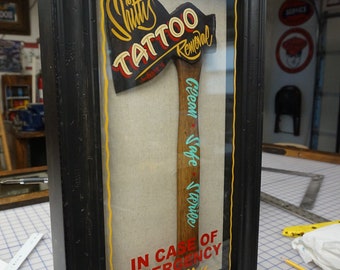 Shitty
TATTOO
Removal
Clean • Safe • Service
IN CASE OF
EMERGENCY